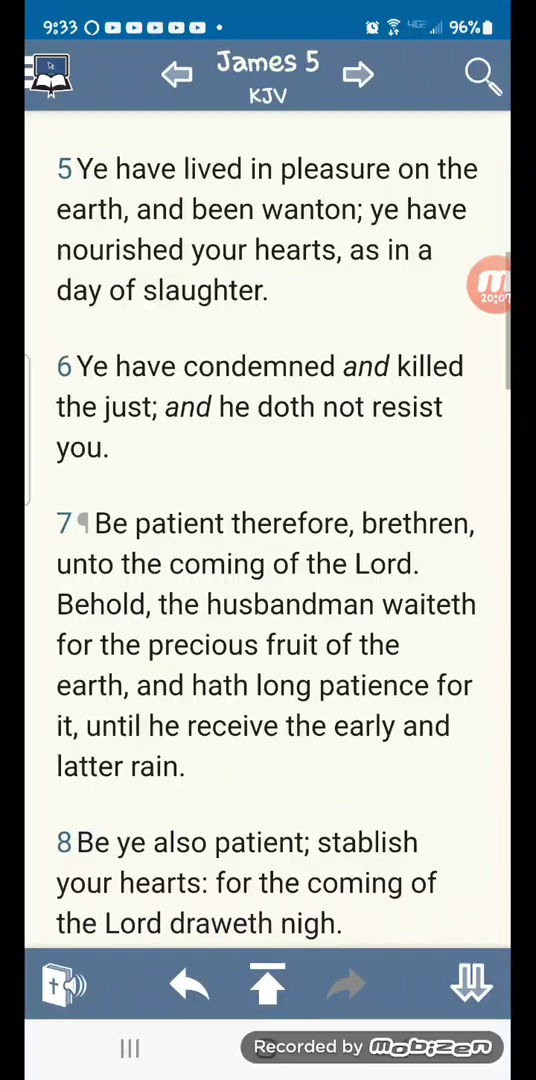 9:33 96%
James 5
KJV
5 Ye have lived in pleasure on the
earth, and been wanton; ye have
nourished your hearts, as in a
day of slaughter.
20:07
6 Ye have condemned and killed
the just; and he doth not resist
you.
7 ¶ Be patient therefore, brethren,
unto the coming of the Lord.
Behold, the husbandman waiteth
for the precious fruit of the
earth, and hath long patience for
it, until he receive the early and
latter rain.
8 Be ye also patient; stablish
your hearts: for the coming of
the Lord draweth nigh.
Recorded by mobizen